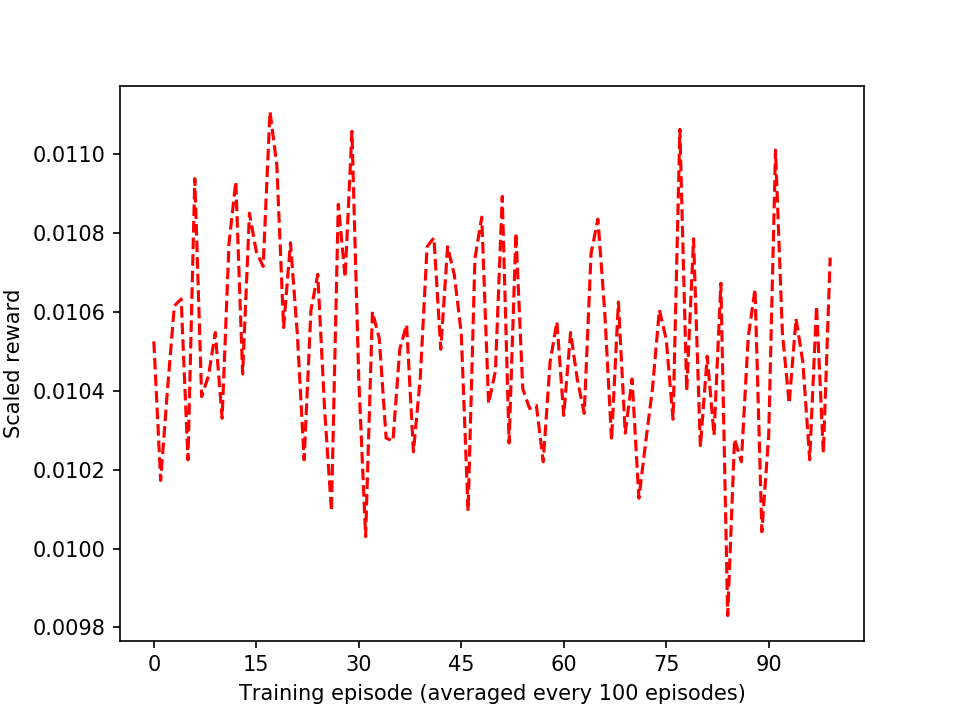 0.0110
0.0108
0.0106
0.0104
0.0102
0.0100
0.0098
Scaled reward
0 15 30 45 60 75 90
Training episode (averaged every 100 episodes)